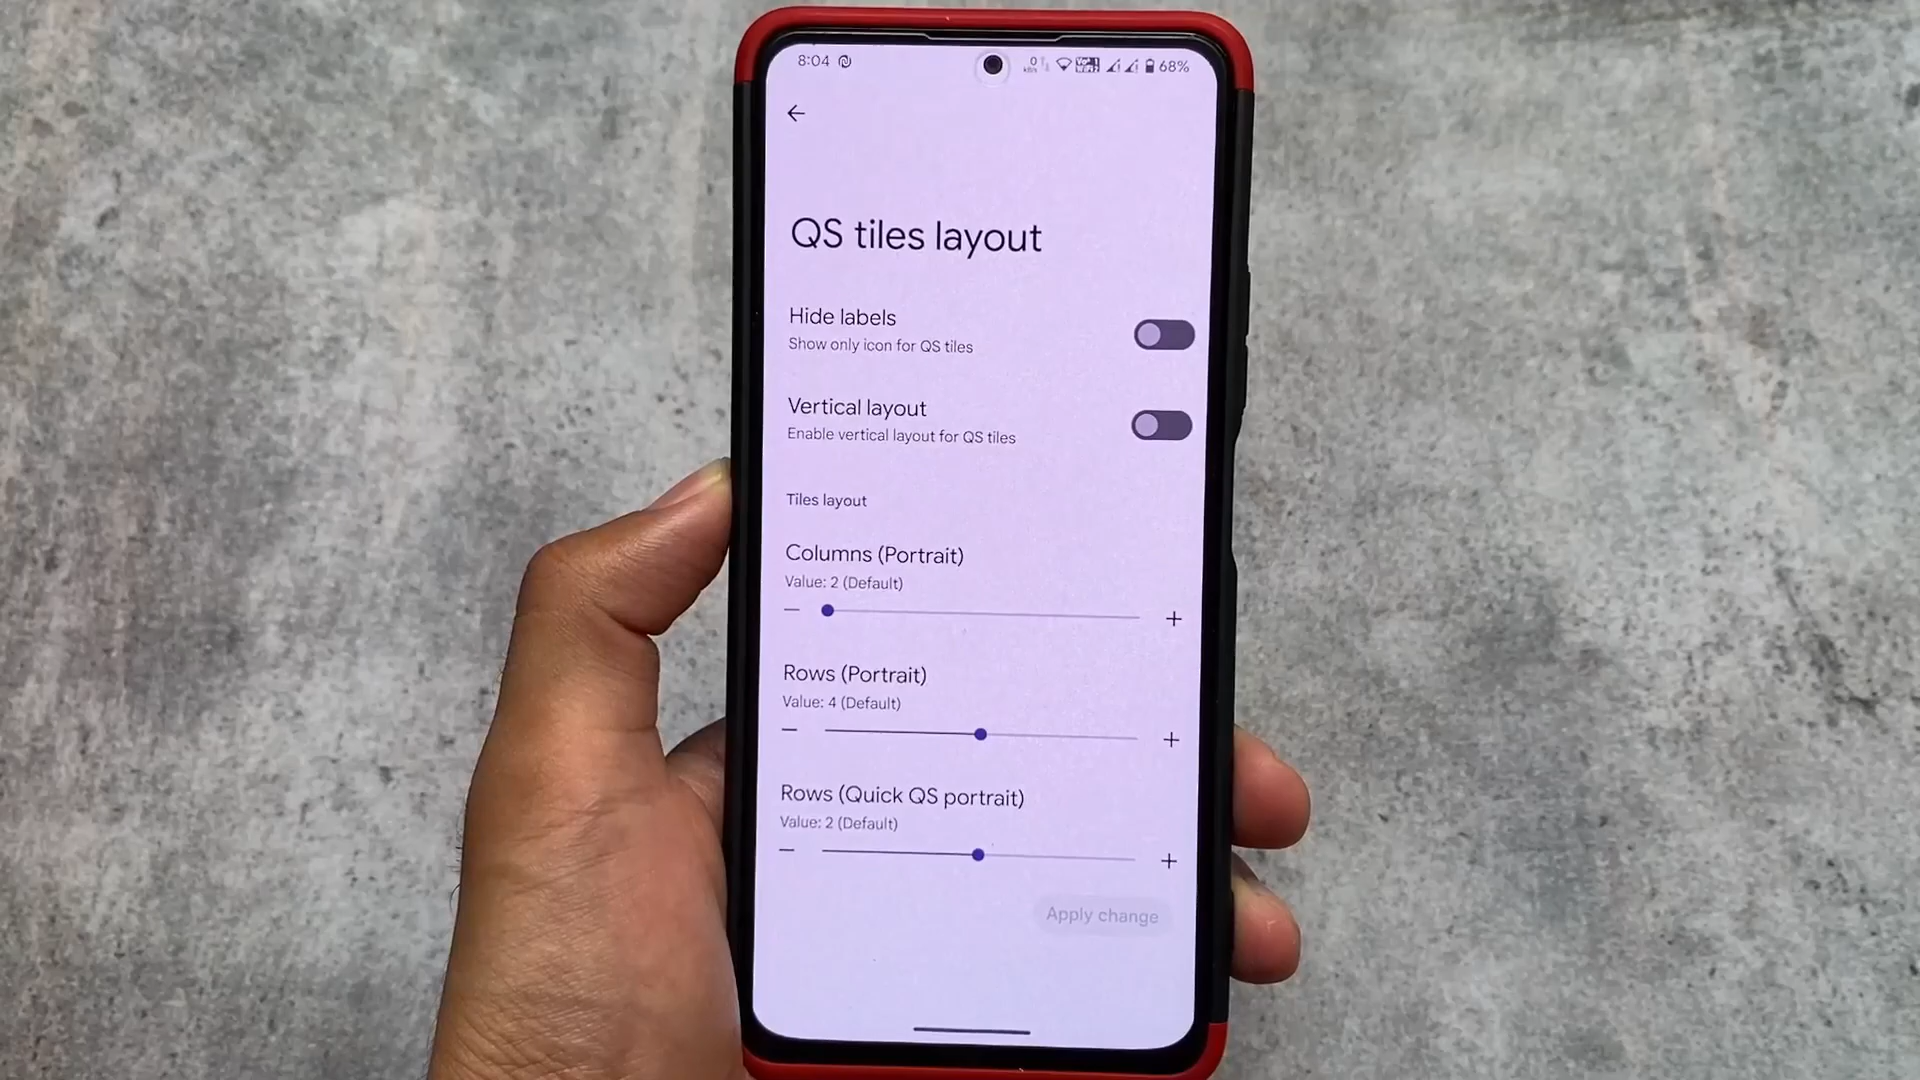 8:04 68%
QS tiles layout
Hide labels
Show only icon for QS tiles
Vertical layout
Enable vertical layout for QS tiles
Tiles layout
Columns (Portrait)
Value: 2 (Default)
Rows (Portrait)
Value: 4 (Default)
Rows (Quick QS portrait)
Value: 2 (Default)
Apply change